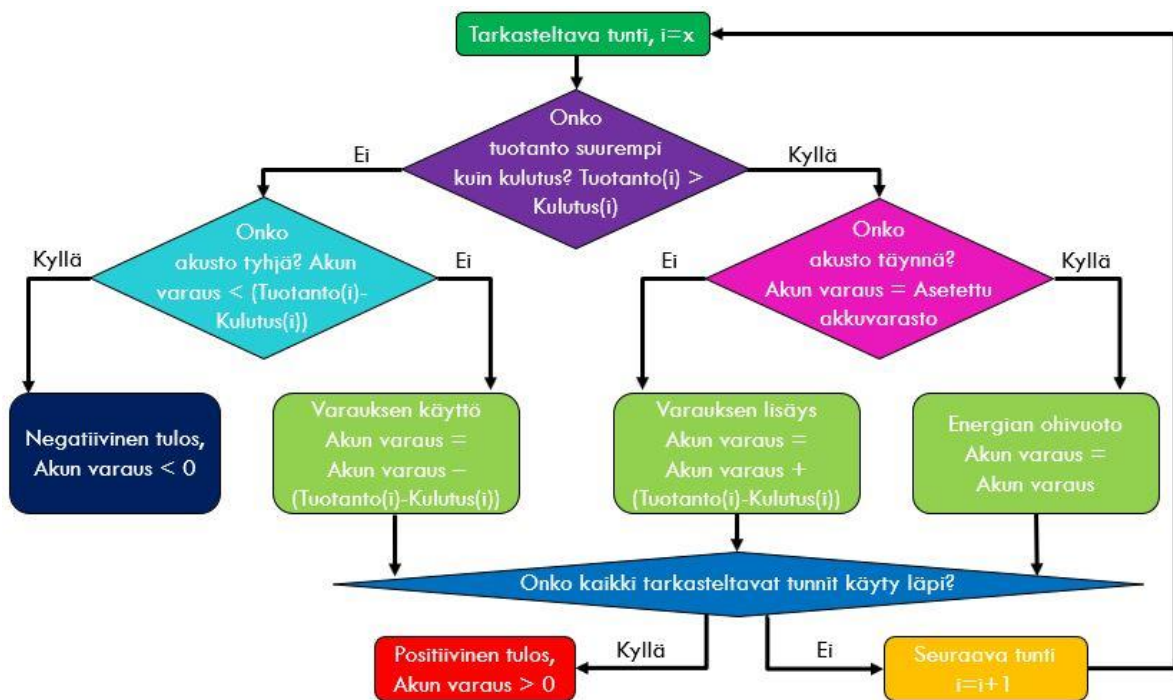 Tarkasteltava tunti, i=x
Onko
tuotanto suurempi
kuin kulutus? Tuotanto(i) >
Kulutus(i)
Ei
Kyllä
Onko
akusto tyhjä? Akun
varaus < (Tuotanto(i)-
Kulutus(i))
Kyllä
Ei
Onko
akusto täynnä?
Akun varaus = Asetettu
akkuvarasto
Ei
Kyllä
Negatiivinen tulos,
Akun varaus < 0
Varauksen käyttö
Akun varaus =
Akun varaus –
(Tuotanto(i)-Kulutus(i))
Varauksen lisäys
Akun varaus =
Akun varaus +
(Tuotanto(i)-Kulutus(i))
Energian ohivuoto
Akun varaus =
Akun varaus
Onko kaikki tarkasteltavat tunnit käyty läpi?
Kyllä
Ei
Positiivinen tulos,
Akun varaus > 0
Seuraava tunti
i=i+1